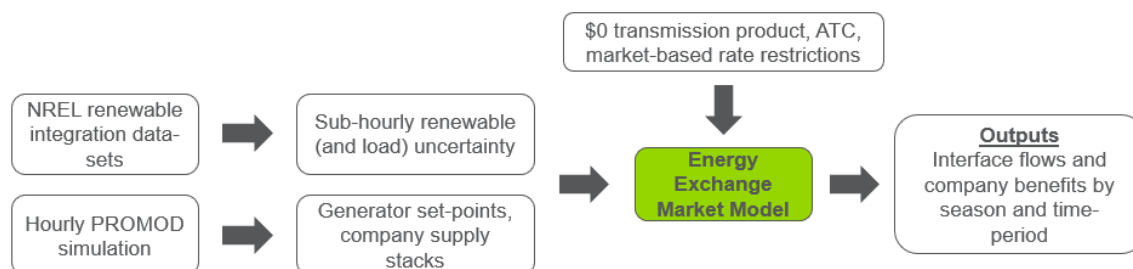 $0 transmission product, ATC,
market-based rate restrictions
NREL renewable
integration data-
sets
Sub-hourly renewable
(and load) uncertainty
Hourly PROMOD
simulation
Generator set-points,
company supply
stacks
Energy
Exchange
Market Model
Outputs
Interface flows and
company benefits by
season and time-
period